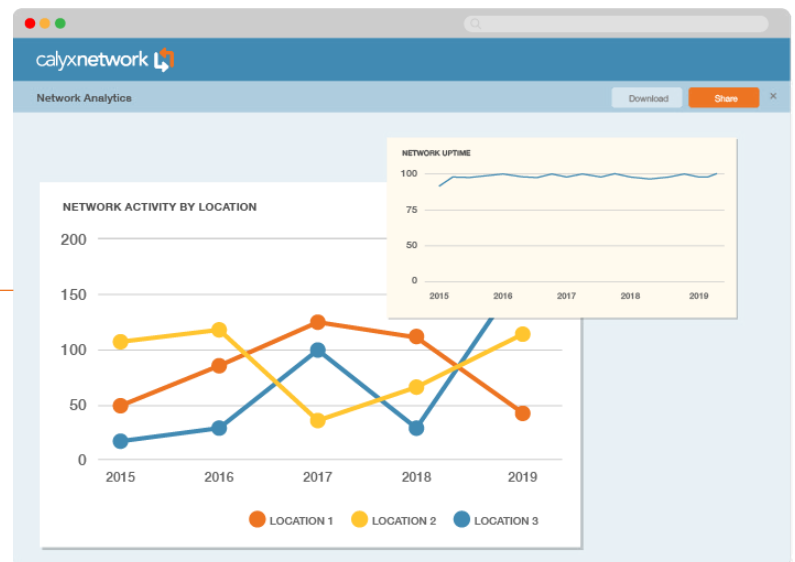 calyxnetwork
Network Analytics
Download
Share
×
NETWORK UPTIME
100
75
50
0
2015 2016 2017 2018 2019
NETWORK ACTIVITY BY LOCATION
200
150
100
50
0
2015 2016 2017 2018 2019
LOCATION 1 LOCATION 2 LOCATION 3